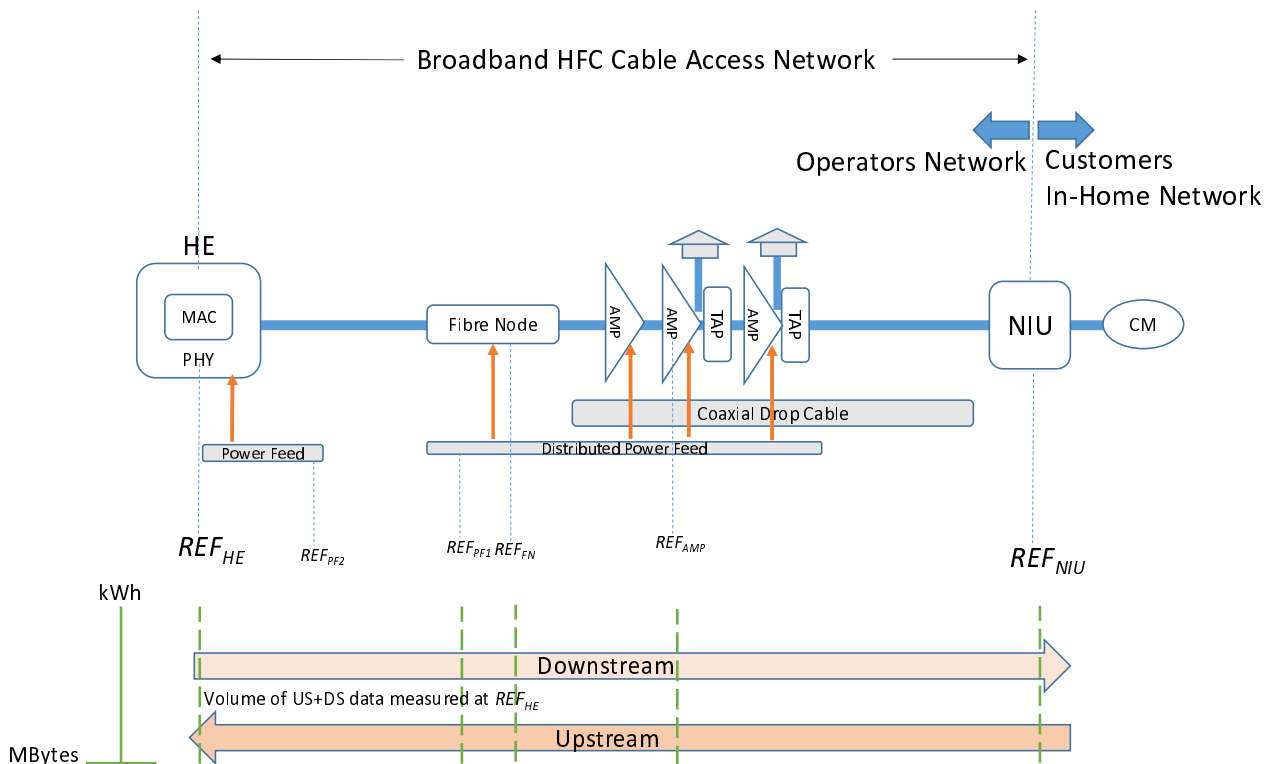 Broadband HFC Cable Access Network
Operators Network
Customers
In-Home Network
HE
MAC
PHY
Fibre Node
AMP
AMP
TAP
AMP
TAP
NIU
CM
Coaxial Drop Cable
Power Feed
Distributed Power Feed
REF_HE
REF_PF2
REF_PF1
REF_FN
REF_AMP
REF_NIU
kWh
Downstream
Volume of US+DS data measured at REF_HE
Upstream
MBytes